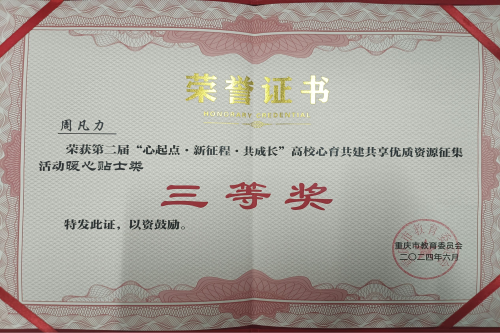 荣誉证书
HONORARY CREDENTIAL
周凡力
荣获第二届“心起点·新征程·共成长”高校心育共建共享优质资源征集
活动暖心贴士类
三等奖
特发此证，以资鼓励。
重庆市教育委员会
二〇二四年六月